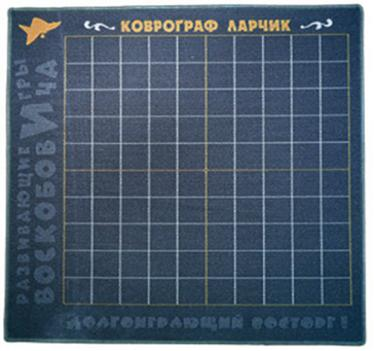 КОВРОГРАФ ЛАРЧИК
РАЗВИВАЮЩИЕ ИГРЫ
ВОСКОБОВИЧА
ДОЛГОИГРАЮЩИЙ ВОСТОРГ!